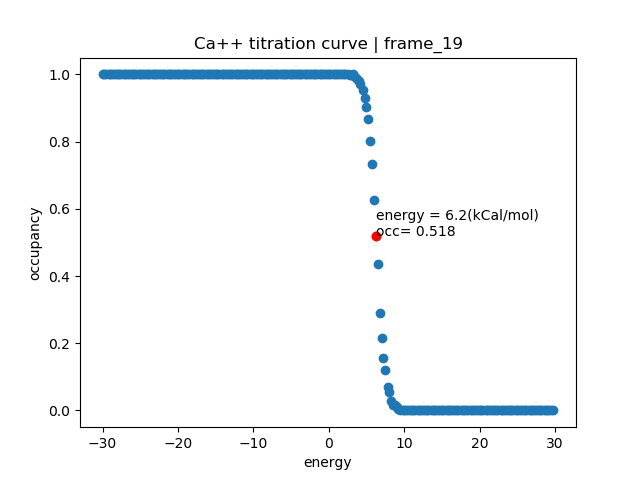 Ca++ titration curve | frame_19
1.0
0.8
0.6
0.4
0.2
0.0
occupancy
energy = 6.2(kCal/mol)
occ= 0.518
−30
−20
−10
0
10
20
30
energy